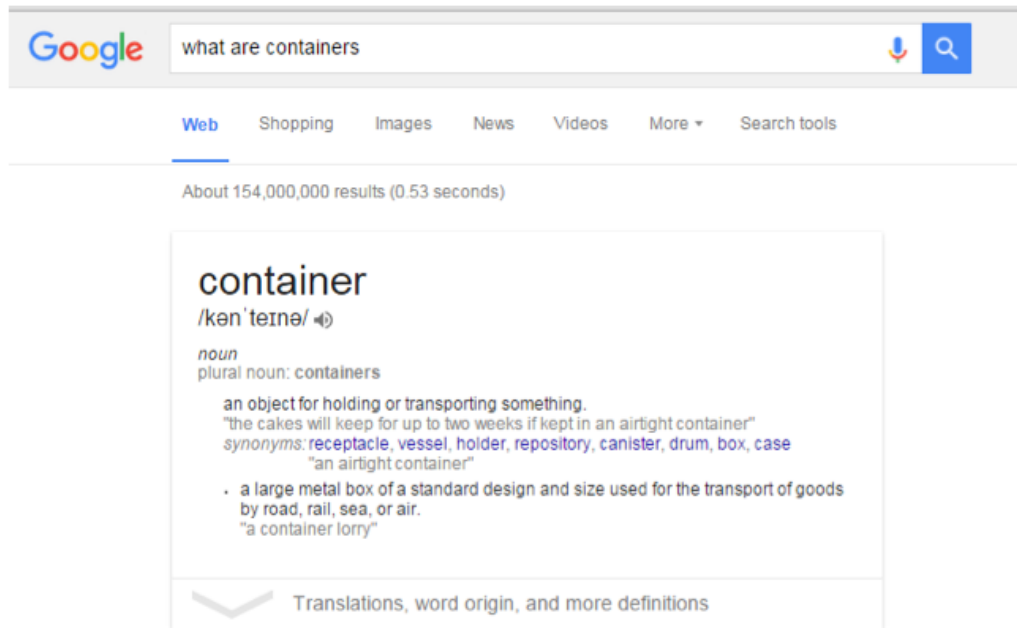 Google what are containers
Web Shopping Images News Videos More Search tools
About 154,000,000 results (0.53 seconds)
container
/kənˈteɪnə/
noun
plural noun: containers
an object for holding or transporting something.
"the cakes will keep for up to two weeks if kept in an airtight container"
synonyms: receptacle, vessel, holder, repository, canister, drum, box, case
"an airtight container"
• a large metal box of a standard design and size used for the transport of goods
by road, rail, sea, or air.
"a container lorry"
Translations, word origin, and more definitions